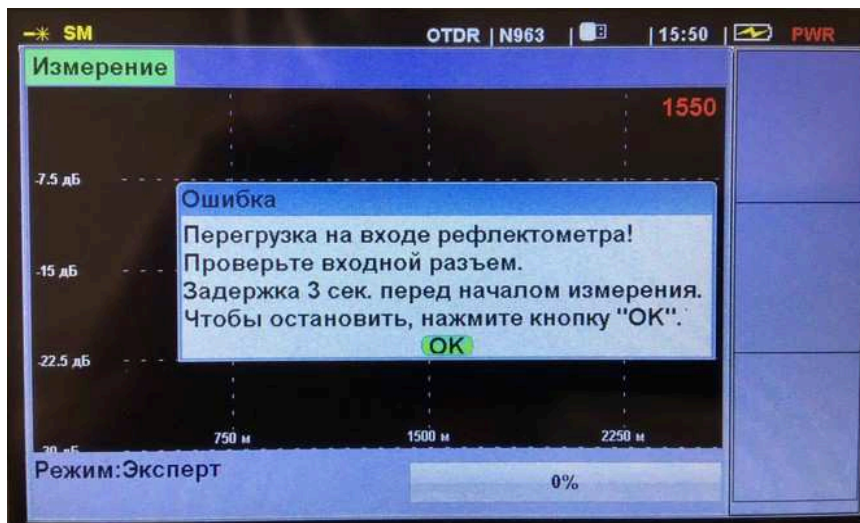 SM OTDR | N963 | | 15:50 | PWR
Измерение
1550
-7.5 дБ
Ошибка
Перегрузка на входе рефлектометра!
Проверьте входной разъем.
-15 дБ
Задержка 3 сек. перед началом измерения.
Чтобы остановить, нажмите кнопку "ОК".
ОК
-22.5 дБ
750 м 1500 м 2250 м
Режим:Эксперт
0%